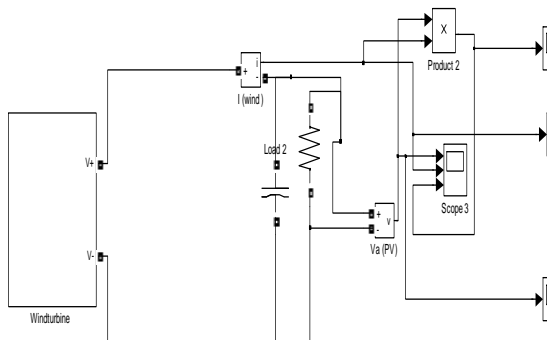 X
Product 2
+
i
-
I (wind)
Load 2
V+
Scope 3
+
v
-
Va (PV)
V-
Windturbine